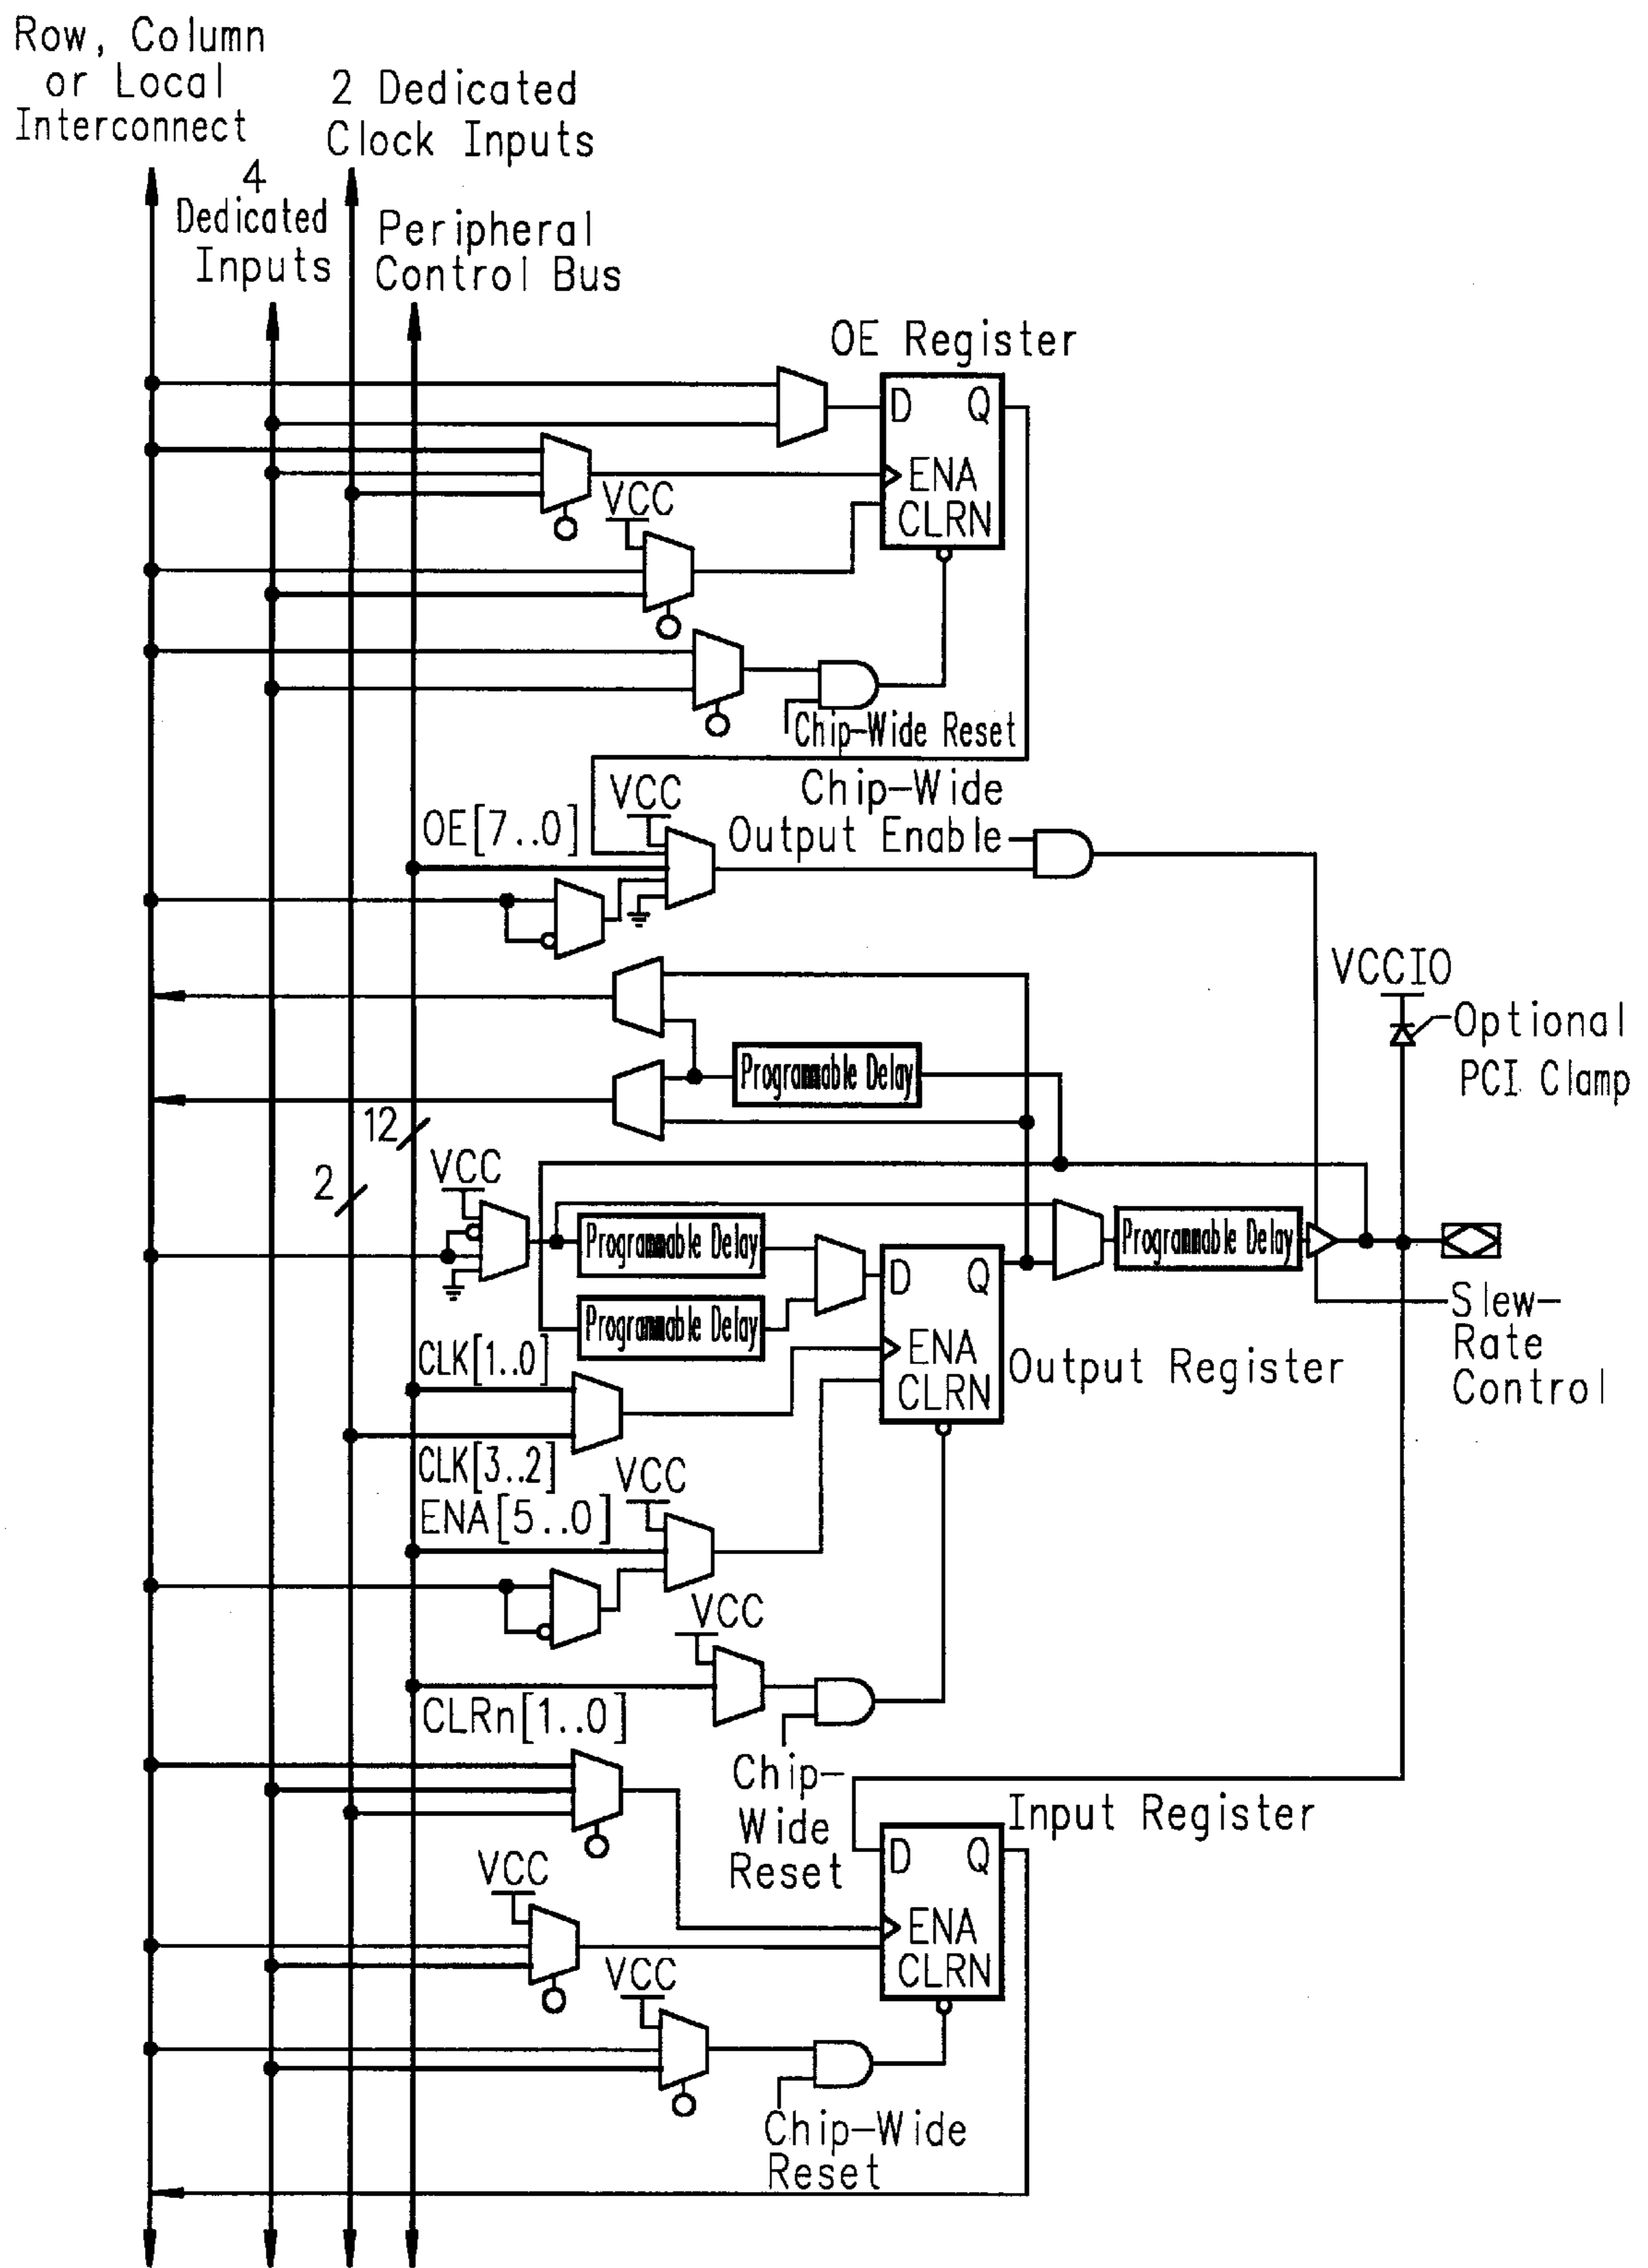 Row, Column
or Local
Interconnect
2 Dedicated
Clock Inputs
4
Dedicated
Inputs
Peripheral
Control Bus
OE Register
D Q
ENA
CLRN
VCC
Chip-Wide Reset
VCC
Chip-Wide
Output Enable
OE[7..0]
VCCIO
Optional
PCI Clamp
Programmable Delay
12
2
VCC
Programmable Delay
Programmable Delay
Programmable Delay
D Q
ENA
CLRN
Output Register
Slew-
Rate
Control
CLK[1..0]
CLK[3..2]
VCC
ENA[5..0]
VCC
CLRn[1..0]
Chip-
Wide
Reset
Input Register
D Q
ENA
CLRN
VCC
VCC
Chip-Wide
Reset